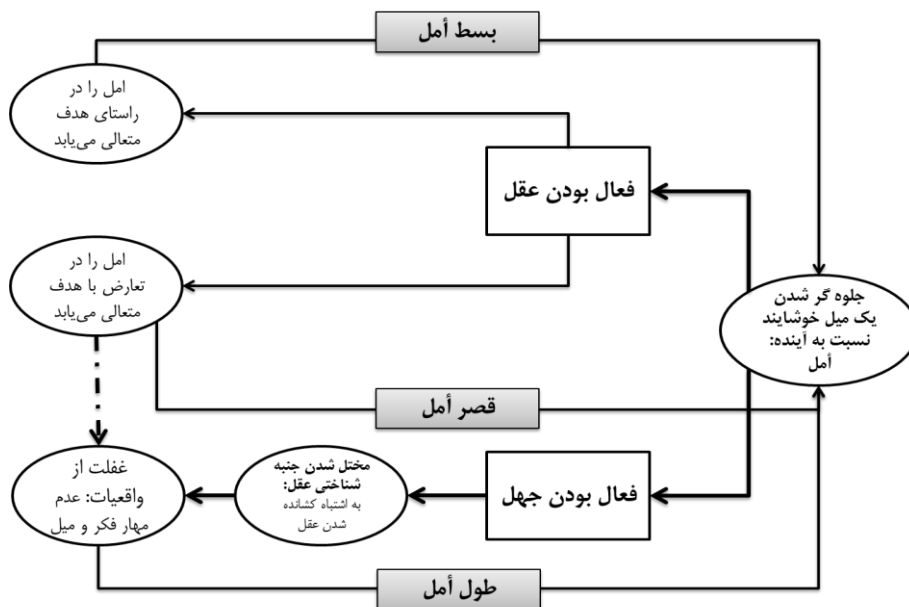 بسط أمل
امل را در
راستای هدف
متعالی می‌یابد
فعال بودن عقل
امل را در
تعارض با هدف
متعالی می‌یابد
جلوه گر شدن
یک میل خوشایند
نسبت به آینده:
أمل
قصر أمل
غفلت از
واقعیات: عدم
مهار فکر و میل
مختل شدن جنبه
شناختی عقل:
به اشتباه کشانده
شدن عقل
فعال بودن جهل
طول أمل